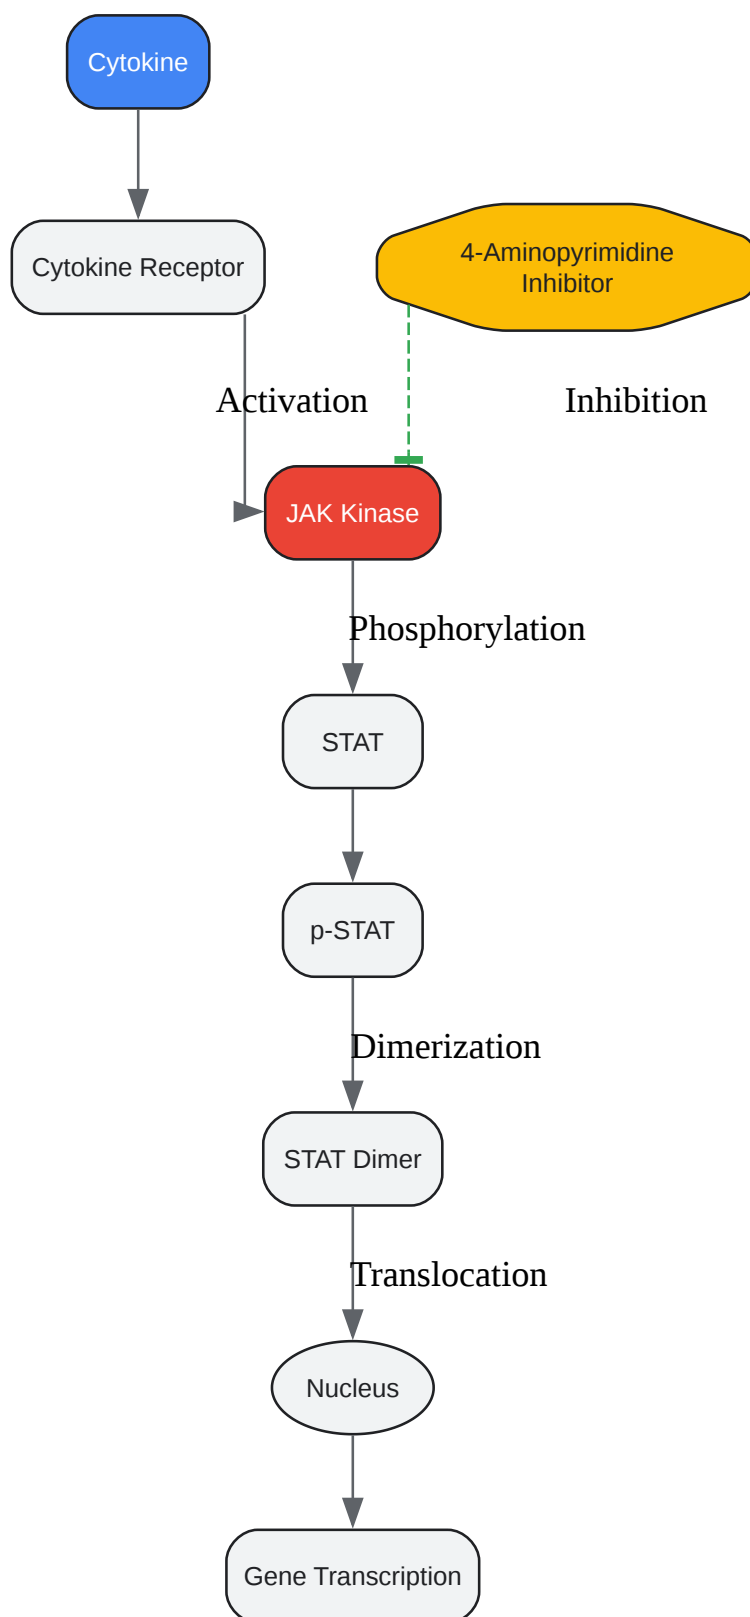 Cytokine
Cytokine Receptor
4-Aminopyrimidine
Inhibitor
Activation
Inhibition
JAK Kinase
Phosphorylation
STAT
p-STAT
Dimerization
STAT Dimer
Translocation
Nucleus
Gene Transcription